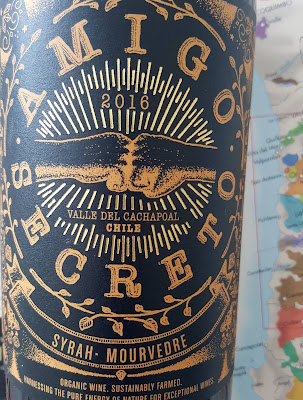 AMIGO
2016
VALLE DEL CACHAPOAL
CHILE
SECRETO
SYRAH · MOURVEDRE
ORGANIC WINE. SUSTAINABLY FARMED.
HARNESSING THE PURE ENERGY OF NATURE FOR EXCEPTIONAL WINES.